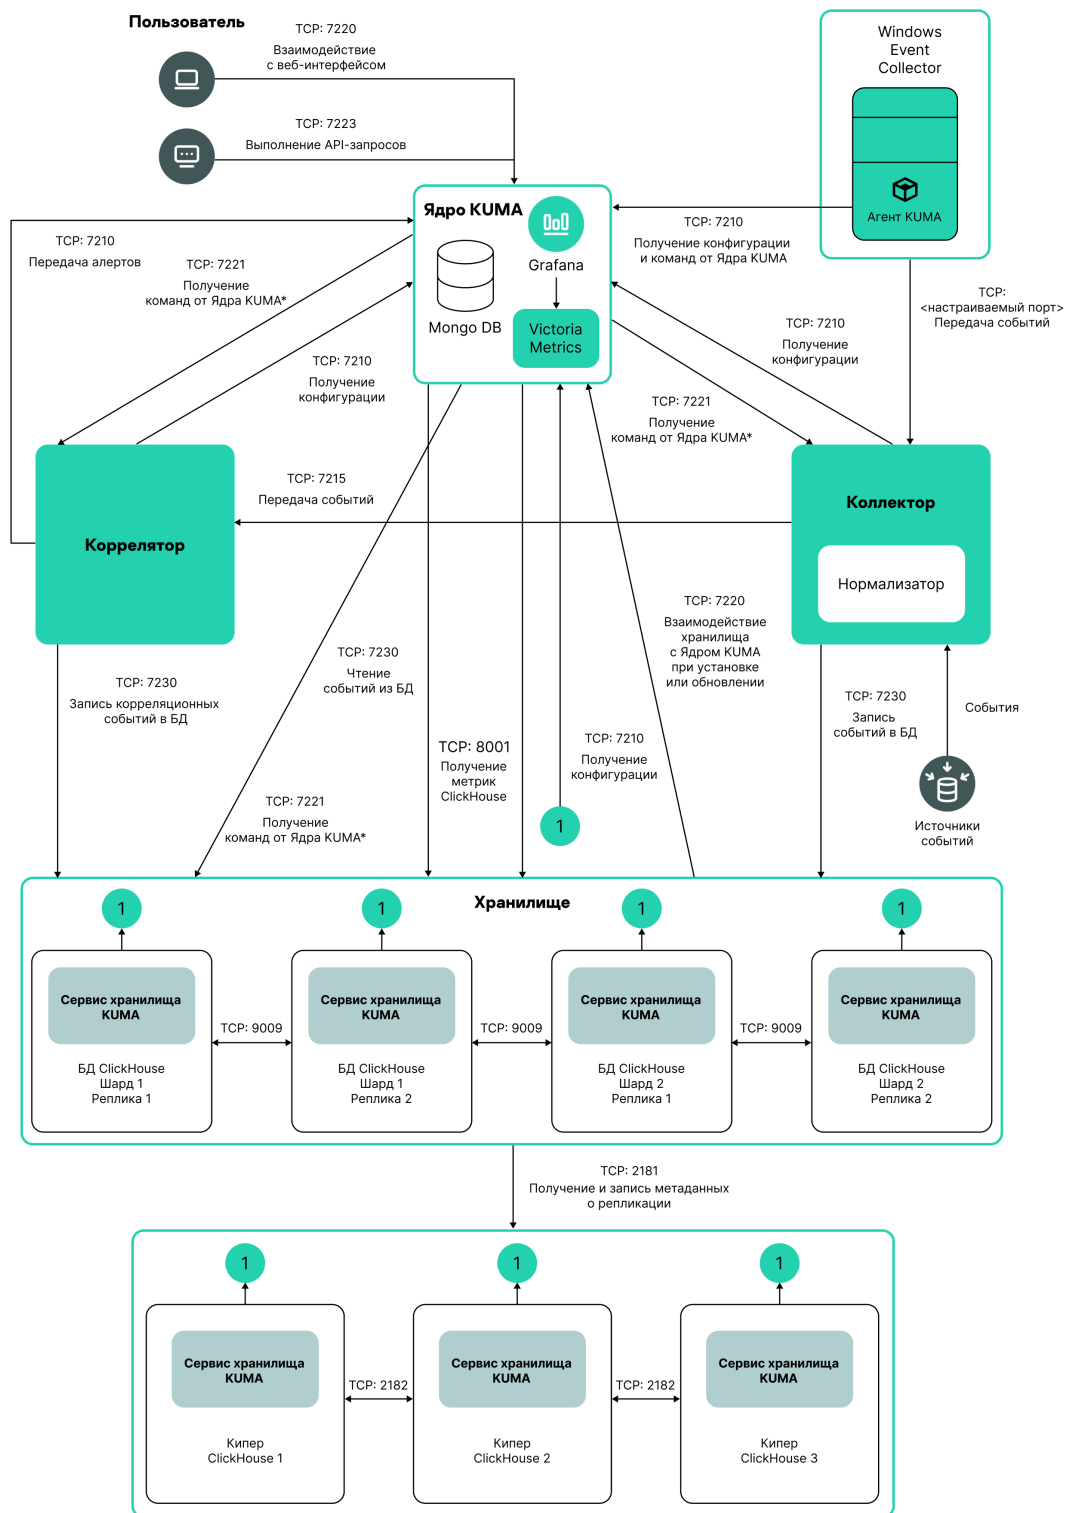 Пользователь
TCP: 7220
Взаимодействие
с веб-интерфейсом
TCP: 7223
Выполнение API-запросов
Windows
Event
Collector
Агент KUMA
Ядро KUMA
Grafana
Mongo DB
Victoria
Metrics
TCP: 7210
Передача алертов
TCP: 7221
Получение
команд от Ядра KUMA*
TCP: 7210
Получение
конфигурации
TCP: 7210
Получение конфигурации
и команд от Ядра KUMA
TCP:
<настраиваемый порт>
Передача событий
TCP: 7210
Получение
конфигурации
TCP: 7221
Получение
команд от Ядра KUMA*
TCP: 7215
Передача событий
Коррелятор
Коллектор
Нормализатор
TCP: 7220
Взаимодействие
хранилища
с Ядром KUMA
при установке
или обновлении
TCP: 7230
Чтение
событий из БД
TCP: 7230
Запись корреляционных
событий в БД
TCP: 7230
Запись
событий в БД
События
Источники
событий
TCP: 8001
Получение
метрик
ClickHouse
TCP: 7210
Получение
конфигурации
1
TCP: 7221
Получение
команд от Ядра KUMA*
Хранилище
1
1
1
1
Сервис хранилища
KUMA
БД ClickHouse
Шард 1
Реплика 1
TCP: 9009
Сервис хранилища
KUMA
БД ClickHouse
Шард 1
Реплика 2
TCP: 9009
Сервис хранилища
KUMA
БД ClickHouse
Шард 2
Реплика 1
TCP: 9009
Сервис хранилища
KUMA
БД ClickHouse
Шард 2
Реплика 2
TCP: 2181
Получение и запись метаданных
о репликации
1
1
1
Сервис хранилища
KUMA
Кипер
ClickHouse 1
TCP: 2182
Сервис хранилища
KUMA
Кипер
ClickHouse 2
TCP: 2182
Сервис хранилища
KUMA
Кипер
ClickHouse 3